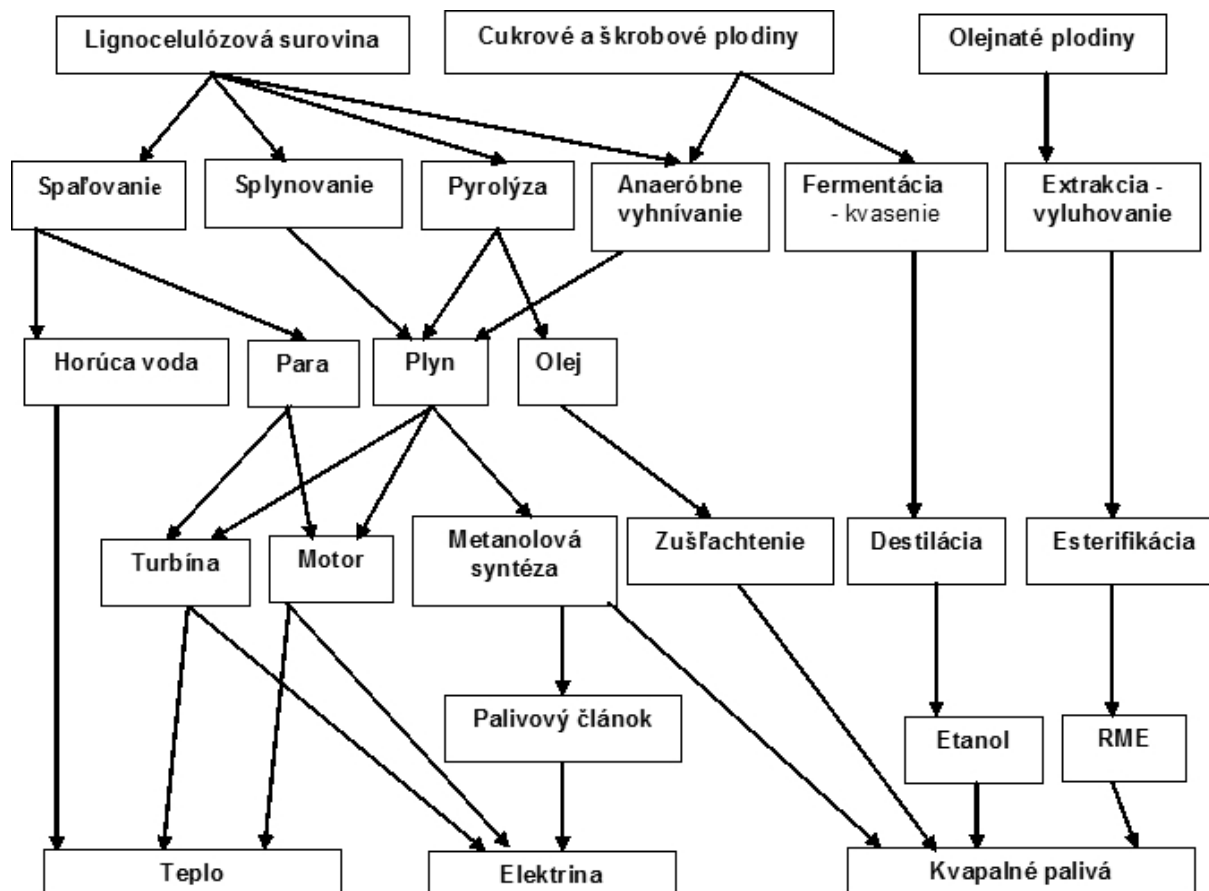 Lignocelulózová surovina
Cukrové a škrobové plodiny
Olejnaté plodiny
Spaľovanie
Splynovanie
Pyrolýza
Anaeróbne
vyhnívanie
Fermentácia
- kvasenie
Extrakcia -
vyluhovanie
Horúca voda
Para
Plyn
Olej
Turbína
Motor
Metanolová
syntéza
Zušľachtenie
Destilácia
Esterifikácia
Palivový článok
Etanol
RME
Teplo
Elektrina
Kvapalné palivá